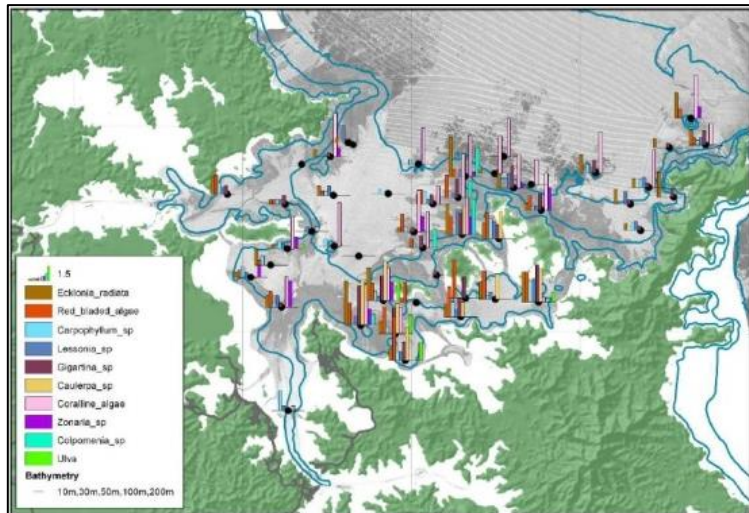 1.5
Ecklonia_radiata
Red_bladed_algae
Carpophyllum_sp
Lessonia_sp
Gigartina_sp
Caulerpa_sp
Coralline_algae
Zonaria_sp
Colpomenia_sp
Ulva
Bathymetry
10m,30m,50m,100m,200m